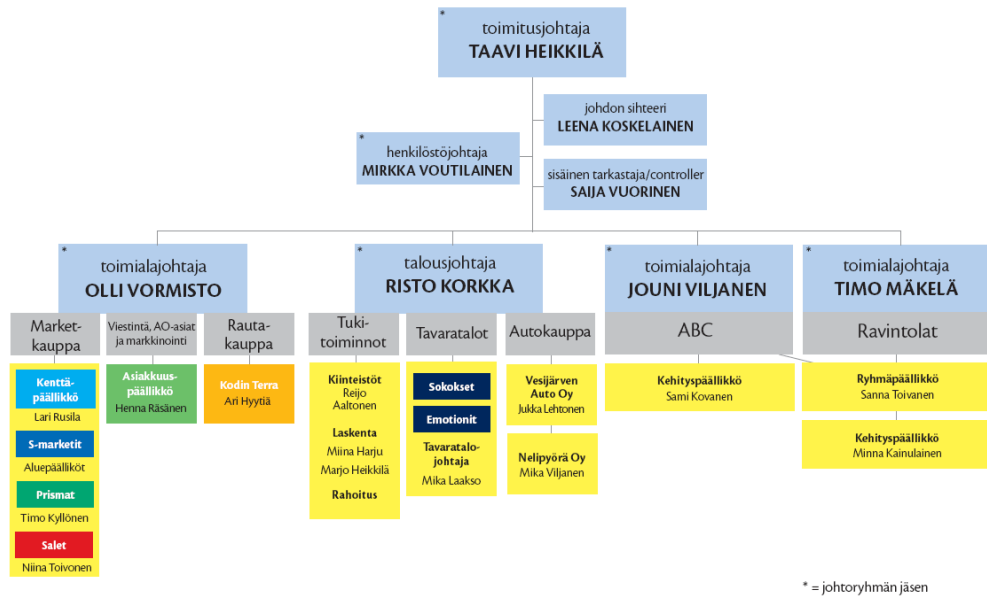 *
toimitusjohtaja
TAAVI HEIKKILÄ
johdon sihteeri
LEENA KOSKELAINEN
*
henkilöstöjohtaja
MIRKKA VOUTILAINEN
sisäinen tarkastaja/controller
SAIJA VUORINEN
*
toimialajohtaja
OLLI VORMISTO
*
talousjohtaja
RISTO KORKKA
*
toimialajohtaja
JOUNI VILJANEN
*
toimialajohtaja
TIMO MÄKELÄ
Market-
kauppa
Viestintä, AO-asiat
ja markkinointi
Rauta-
kauppa
Tuki-
toiminnot
Tavaratalot
Autokauppa
ABC
Ravintolat
Kenttä-
päällikkö
Lari Rusila
S-marketit
Aluepäälliköt
Prismat
Timo Kyllönen
Salet
Niina Toivonen
Asiakkuus-
päällikkö
Henna Räsänen
Kodin Terra
Ari Hyytiä
Kiinteistöt
Reijo
Aaltonen
Laskenta
Miina Harju
Marjo Heikkilä
Rahoitus
Sokokset
Emotionit
Tavaratalo-
johtaja
Mika Laakso
Vesijärven
Auto Oy
Jukka Lehtonen
Nelipyörä Oy
Mika Viljanen
Kehityspäällikkö
Sami Kovanen
Ryhmäpäällikkö
Sanna Toivanen
Kehityspäällikkö
Minna Kainulainen
* = johtoryhmän jäsen